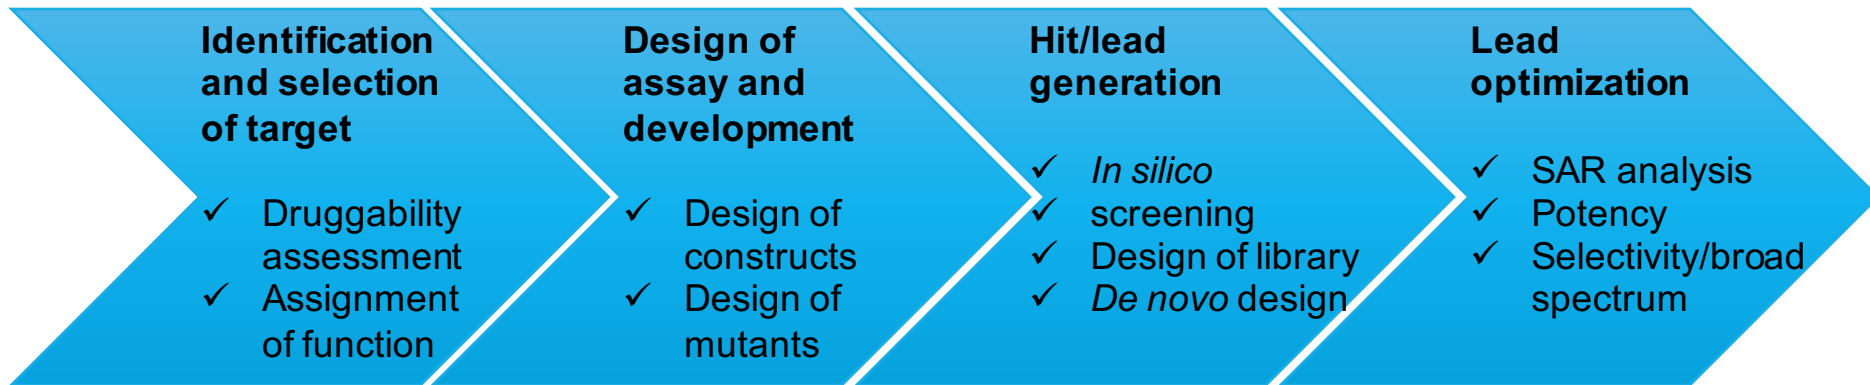 Identification
and selection
of target
✓ Druggability
assessment
✓ Assignment
of function
Design of
assay and
development
✓ Design of
constructs
✓ Design of
mutants
Hit/lead
generation
✓ In silico
✓ screening
✓ Design of library
✓ De novo design
Lead
optimization
✓ SAR analysis
✓ Potency
✓ Selectivity/broad
spectrum